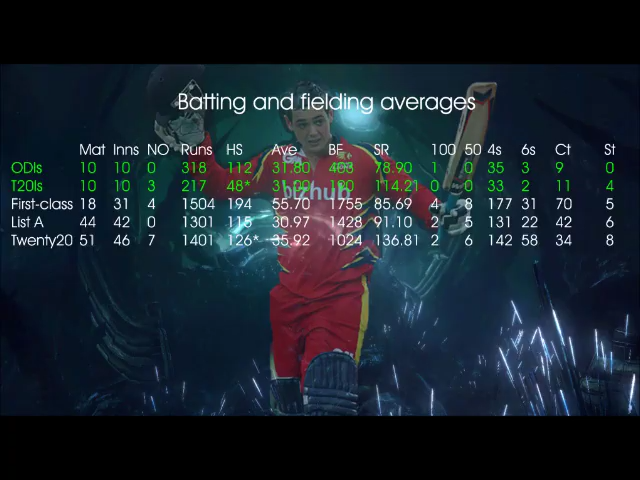 Batting and fielding averages
Mat Inns NO Runs HS Ave BF SR 100 50 4s 6s Ct St
ODIs 10 10 0 318 112 31.80 403 78.90 1 0 35 3 9 0
T20Is 10 10 3 217 48* 31.00 190 114.21 0 0 33 2 11 4
First-class 18 31 4 1504 194 55.70 1755 85.69 4 8 177 31 70 5
List A 44 42 0 1301 115 30.97 1428 91.10 2 5 131 22 42 6
Twenty20 51 46 7 1401 126* 35.92 1024 136.81 2 6 142 58 34 8
bizhub